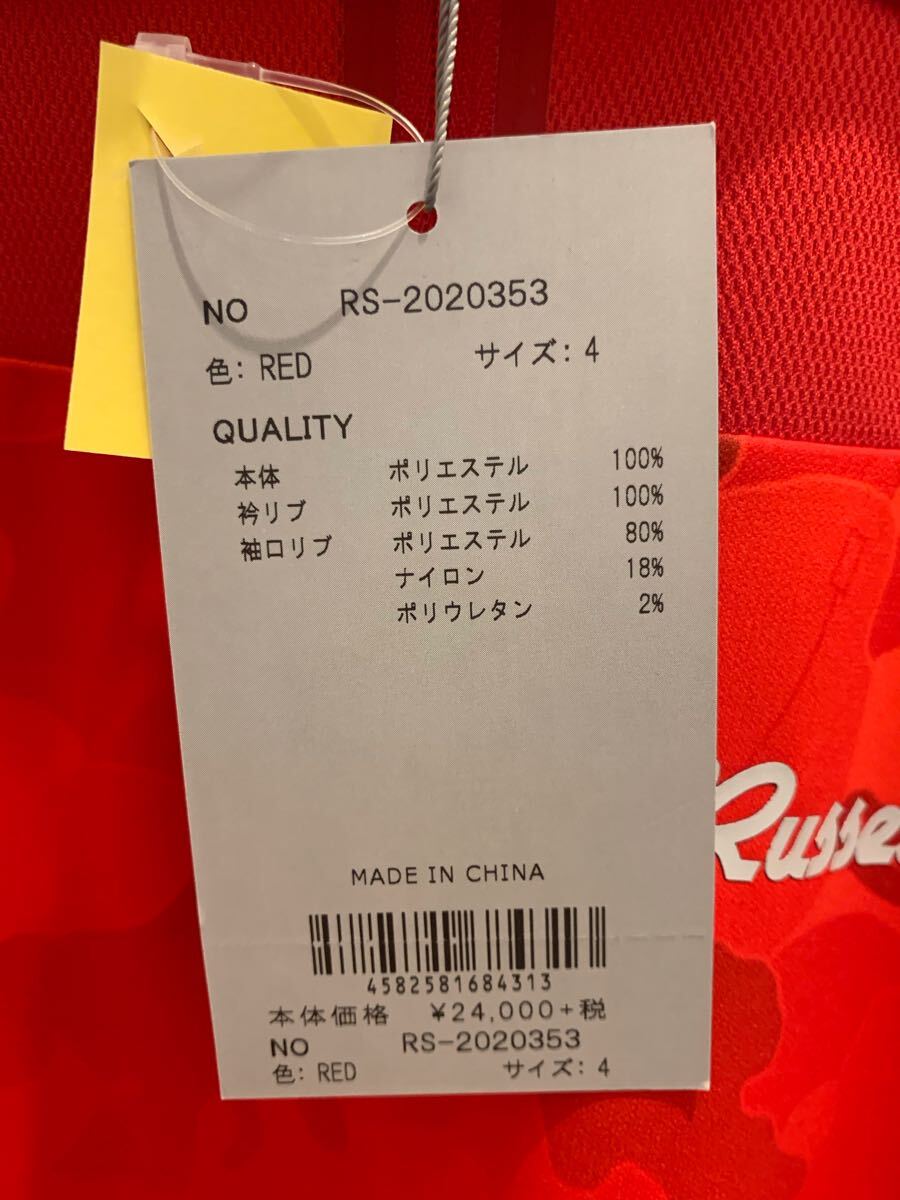 NO RS-2020353
色: RED サイズ: 4
QUALITY
本体 ポリエステル 100%
衿リブ ポリエステル 100%
袖口リブ ポリエステル 80%
ナイロン 18%
ポリウレタン 2%
Russe
MADE IN CHINA
4582581684313
本体価格 ¥24,000+税
NO RS-2020353
色: RED サイズ: 4